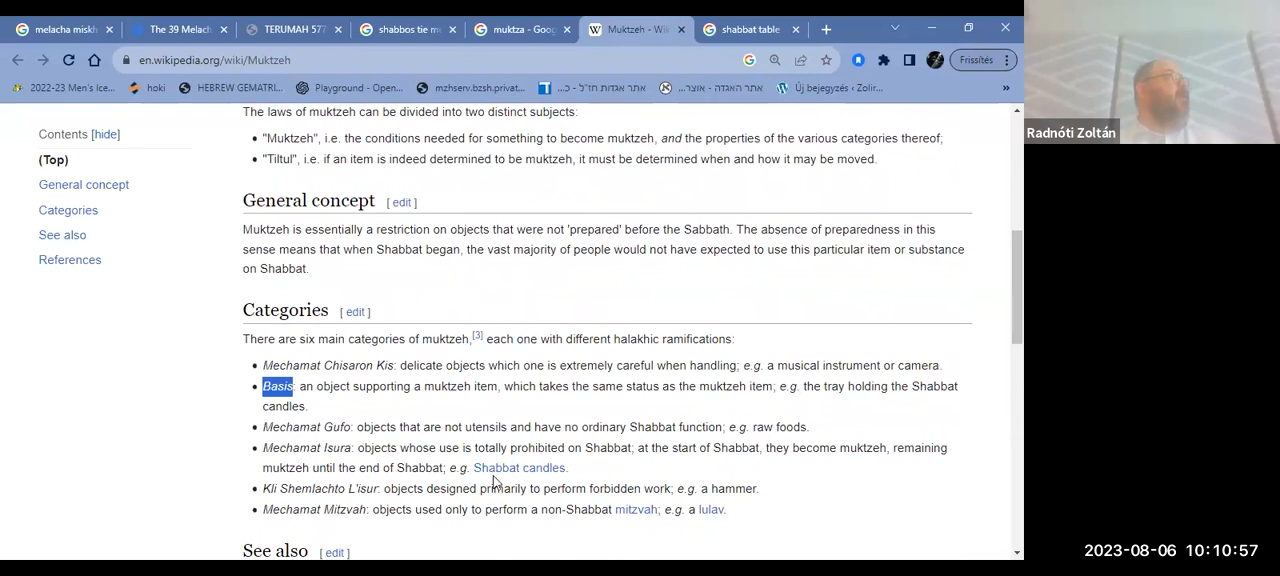 melacha miskh
The 39 Melach
TERUMAH 577
shabbos tie m
muktza - Goog
Muktzeh - Wik
shabbat table
en.wikipedia.org/wiki/Muktzeh
Frissítés
2022-23 Men's Ice...
hoki
HEBREW GEMATRI...
Playground - Open...
mzhserv.bzsh.privat...
אתר אגדות חז"ל - כ...
אתר האגדה - אוצר...
Új bejegyzés ‹ Zolir...
»
The laws of muktzeh can be divided into two distinct subjects:
Contents [hide]
• "Muktzeh", i.e. the conditions needed for something to become muktzeh, and the properties of the various categories thereof;
Radnóti Zoltán
(Top)
• "Tiltul", i.e. if an item is indeed determined to be muktzeh, it must be determined when and how it may be moved.
General concept
General concept [ edit ]
Categories
Muktzeh is essentially a restriction on objects that were not 'prepared' before the Sabbath. The absence of preparedness in this
See also
sense means that when Shabbat began, the vast majority of people would not have expected to use this particular item or substance
References
on Shabbat.
Categories [ edit ]
There are six main categories of muktzeh,[3] each one with different halakhic ramifications:
• Mechamat Chisaron Kis: delicate objects which one is extremely careful when handling; e.g. a musical instrument or camera.
• Basis: an object supporting a muktzeh item, which takes the same status as the muktzeh item; e.g. the tray holding the Shabbat
candles.
• Mechamat Gufo: objects that are not utensils and have no ordinary Shabbat function; e.g. raw foods.
• Mechamat Isura: objects whose use is totally prohibited on Shabbat; at the start of Shabbat, they become muktzeh, remaining
muktzeh until the end of Shabbat; e.g. Shabbat candles.
• Kli Shemlachto L'isur: objects designed primarily to perform forbidden work; e.g. a hammer.
• Mechamat Mitzvah: objects used only to perform a non-Shabbat mitzvah; e.g. a lulav.
See also [ edit ]
2023-08-06 10:10:57